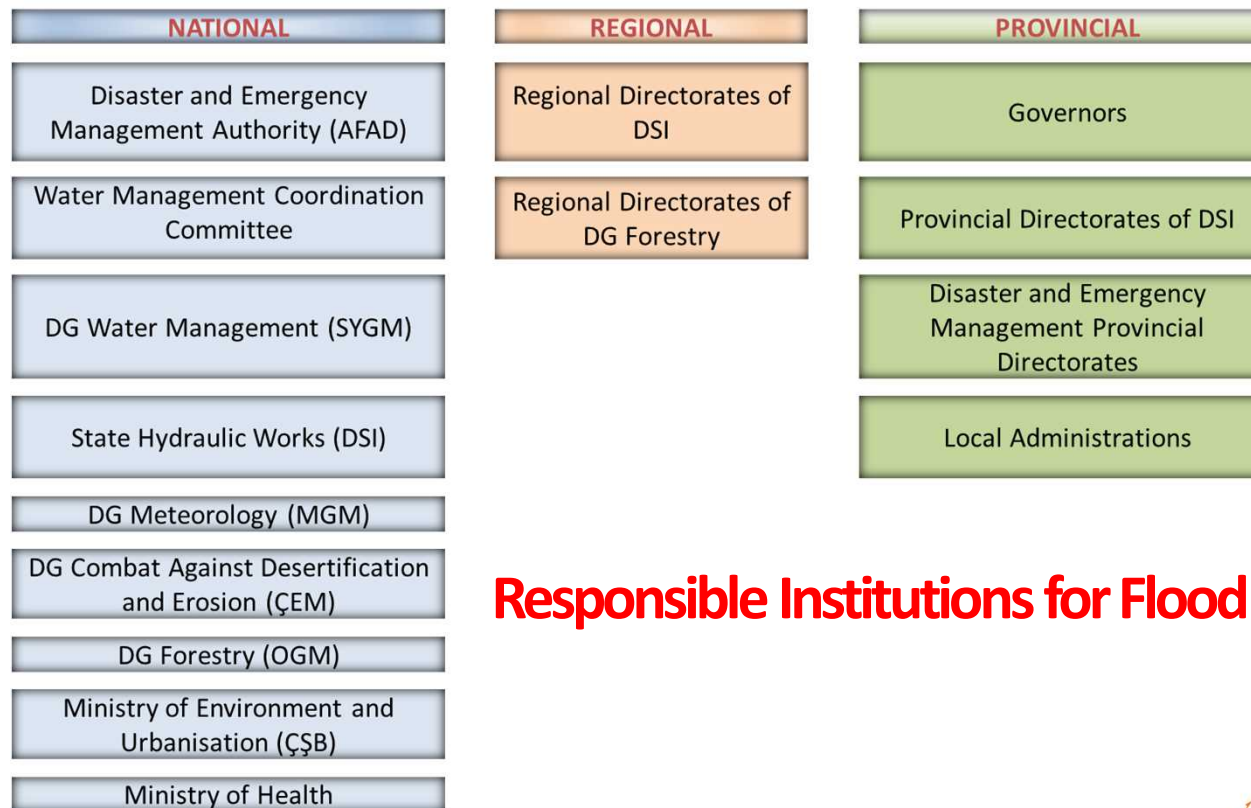 NATIONAL
Disaster and Emergency
Management Authority (AFAD)
Water Management Coordination
Committee
DG Water Management (SYGM)
State Hydraulic Works (DSI)
DG Meteorology (MGM)
DG Combat Against Desertification
and Erosion (ÇEM)
DG Forestry (OGM)
Ministry of Environment and
Urbanisation (ÇŞB)
Ministry of Health
REGIONAL
Regional Directorates of
DSI
Regional Directorates of
DG Forestry
PROVINCIAL
Governors
Provincial Directorates of DSI
Disaster and Emergency
Management Provincial
Directorates
Local Administrations
Responsible Institutions for Flood